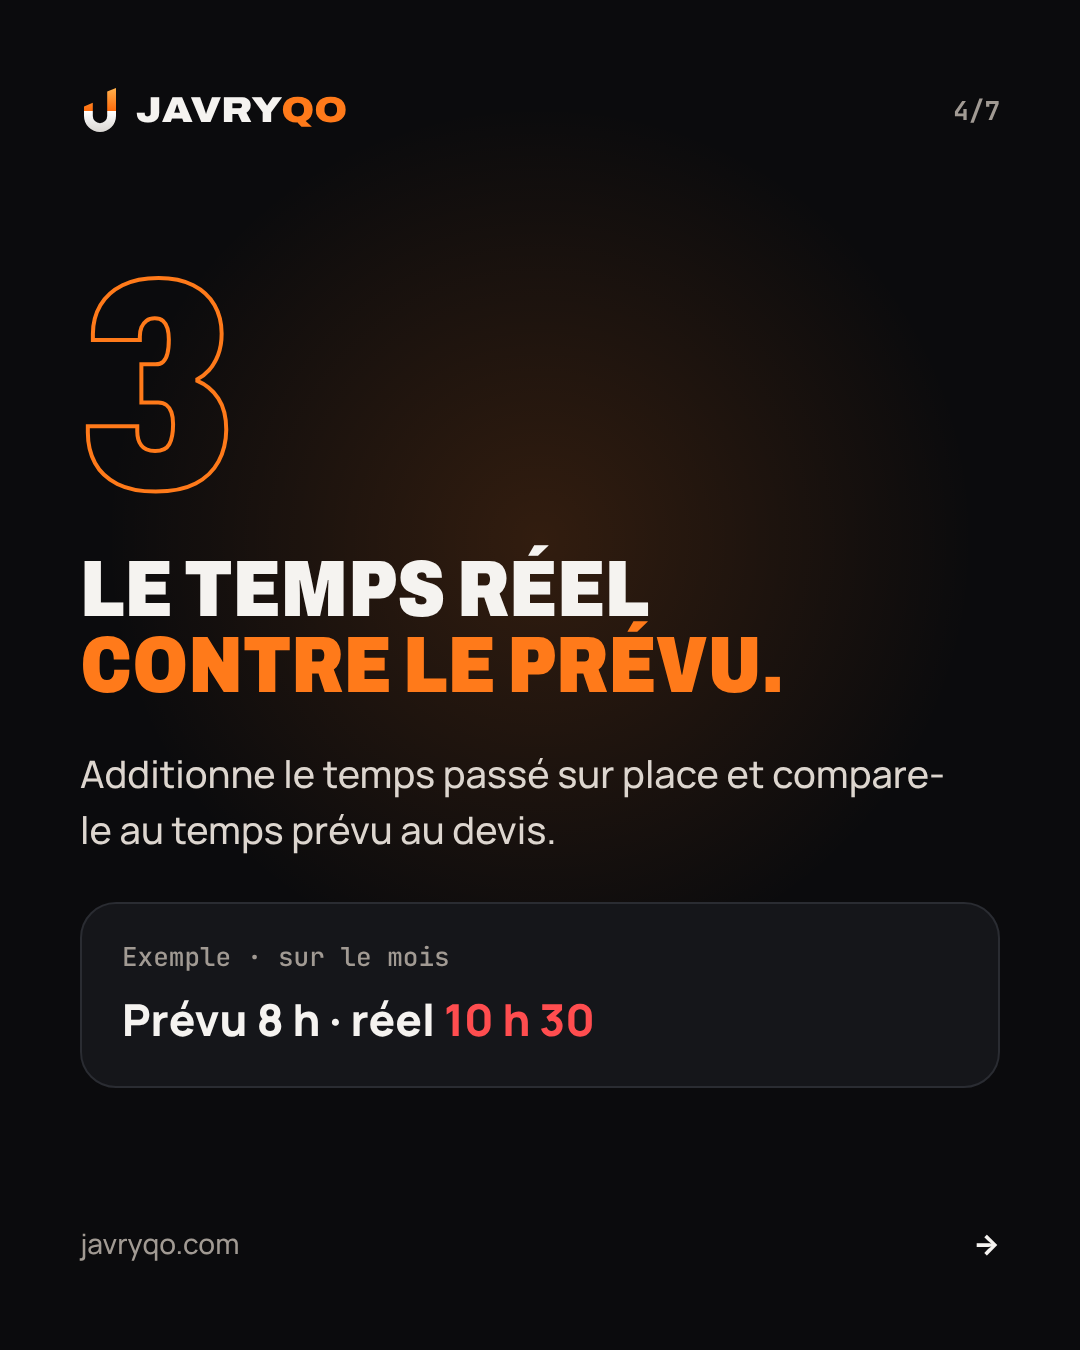 JAVRYQO
4/7
3
LE TEMPS RÉEL
CONTRE LE PRÉVU.
Additionne le temps passé sur place et compare-
le au temps prévu au devis.
Exemple · sur le mois
Prévu 8 h · réel 10 h 30
javryqo.com
→